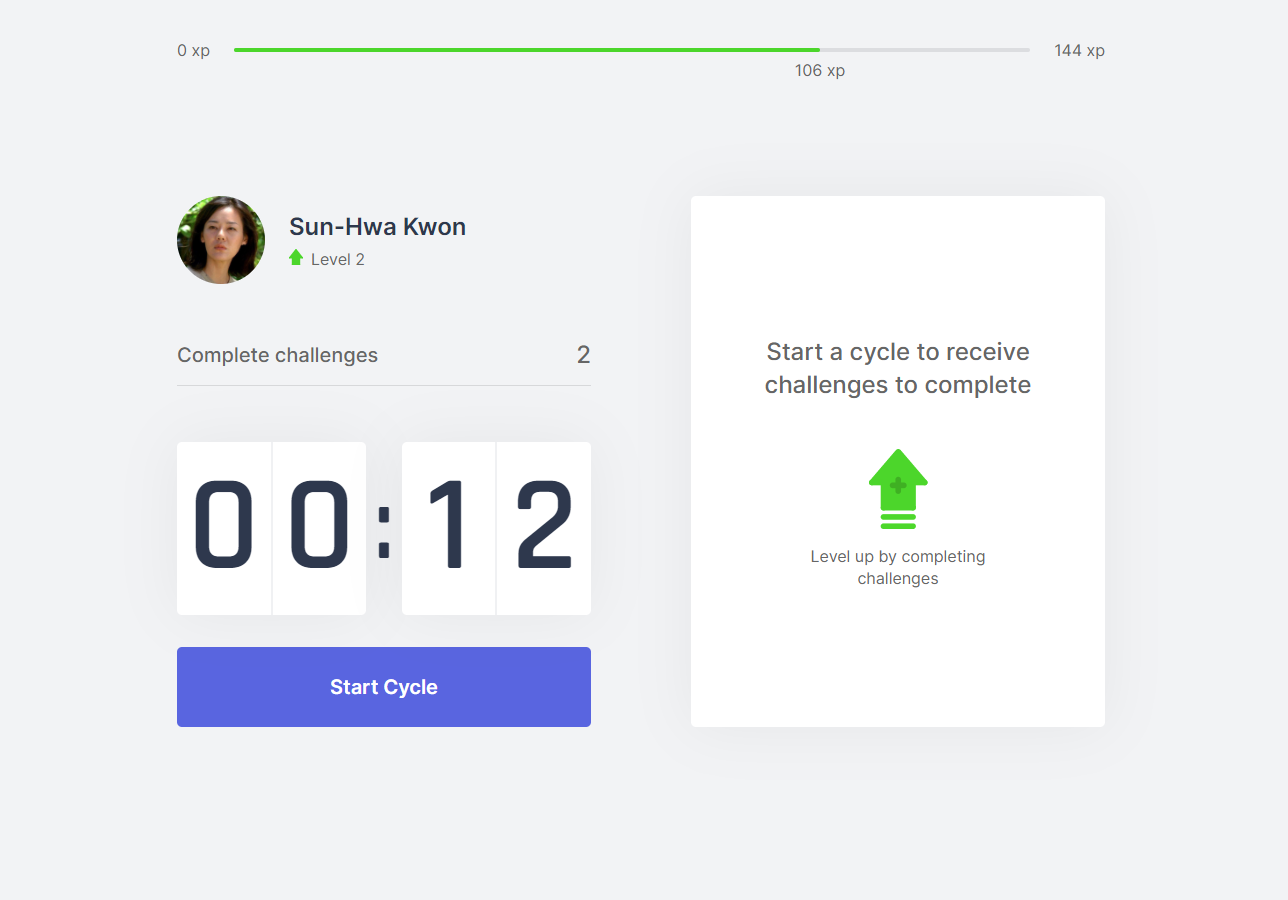 0 xp
144 xp
106 xp
Sun-Hwa Kwon
Level 2
Complete challenges 2
00:12
Start Cycle
Start a cycle to receive
challenges to complete
Level up by completing
challenges